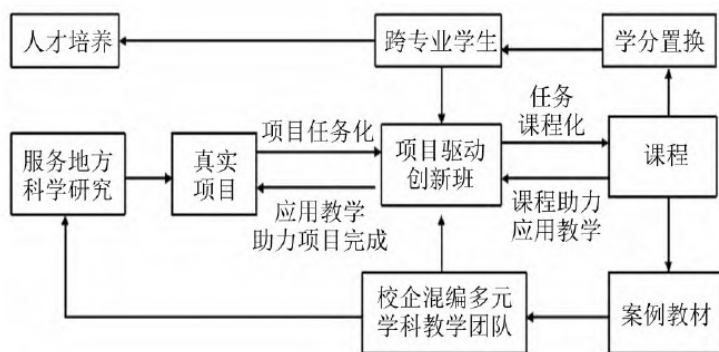 人才培养
跨专业学生
学分置换
服务地方
科学研究
真实
项目
项目任务化
应用教学
助力项目完成
项目驱动
创新班
任务
课程化
课程助力
应用教学
课程
校企混编多元
学科教学团队
案例教材